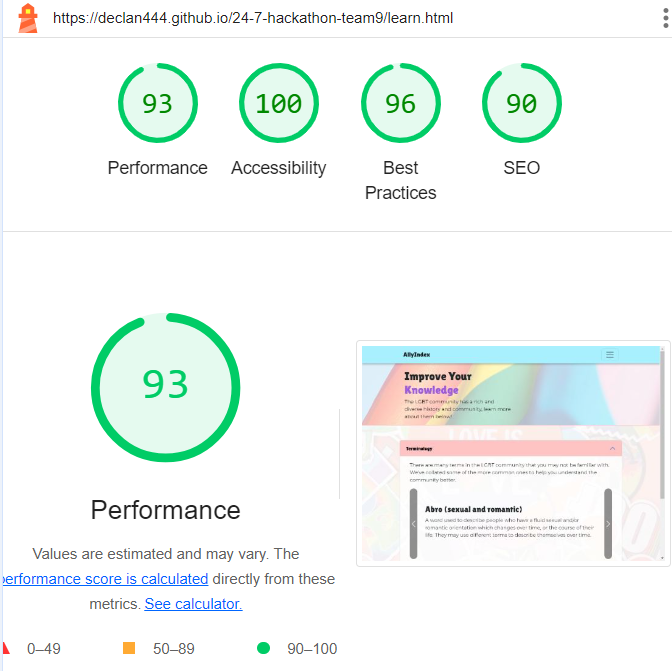 https://declan444.github.io/24-7-hackathon-team9/learn.html
93
100
96
90
Performance
Accessibility
Best
Practices
SEO
93
Performance
Values are estimated and may vary. The
performance score is calculated directly from these
metrics. See calculator.
0–49
50–89
90–100
AllyIndex
Improve Your
Knowledge
The LGBT community has a rich and
diverse history and community, learn more
about them below!
Terminology
There are many terms in the LGBT community that you may not be familiar with.
We've collated some of the more common ones to help you understand the
community better.
Abro (sexual and romantic)
A word used to describe people who have a fluid sexual and/or
romantic orientation which changes over time, or the course of their
life. They may use different terms to describe themselves over time.